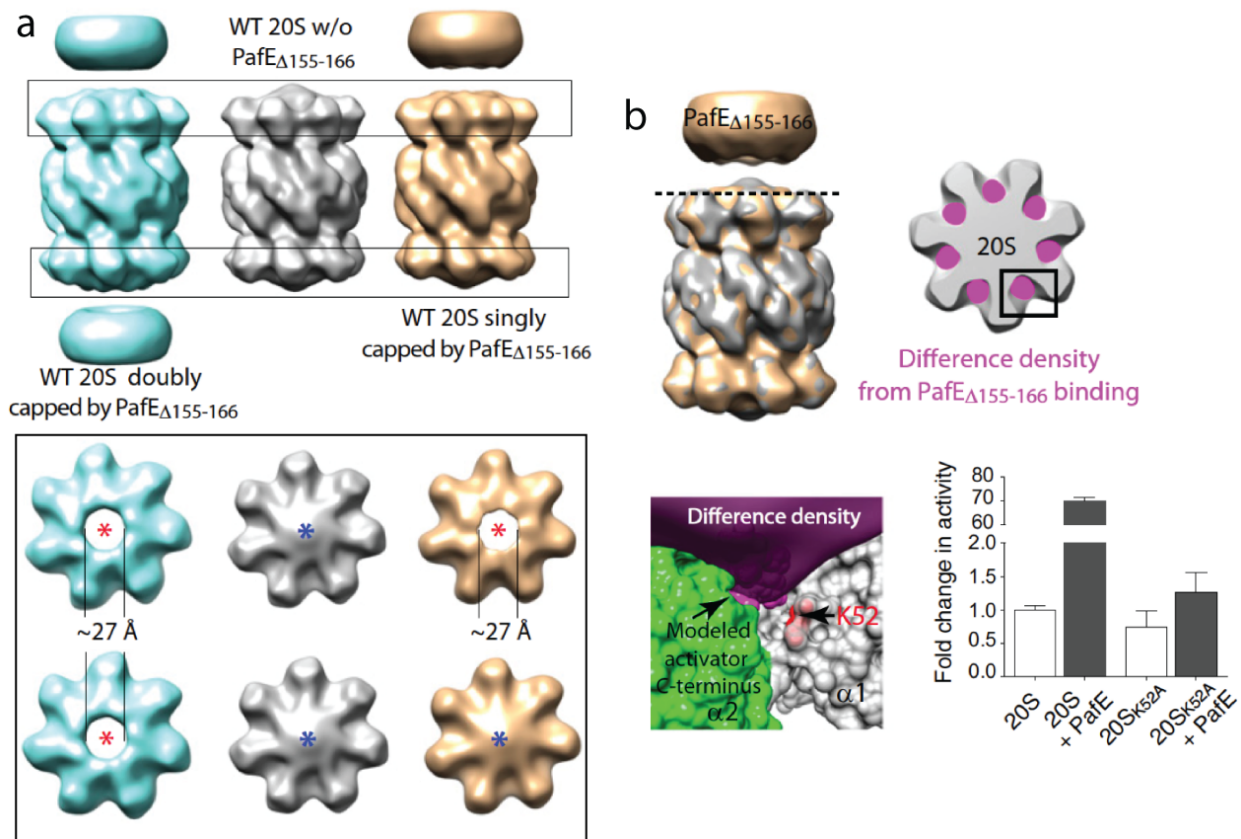 a
WT 20S w/o
PafEΔ155-166
WT 20S doubly
capped by PafEΔ155-166
WT 20S singly
capped by PafEΔ155-166
* * *
~27 Å ~27 Å
* * *
b
PafEΔ155-166
20S
Difference density
from PafEΔ155-166 binding
Difference density
K52
Modeled
activator
C-terminus
α2
α1
Fold change in activity
80
70
60
2.0
1.5
1.0
0.5
0.0
20S
20S
+ PafE
20SK52A
20SK52A
+ PafE